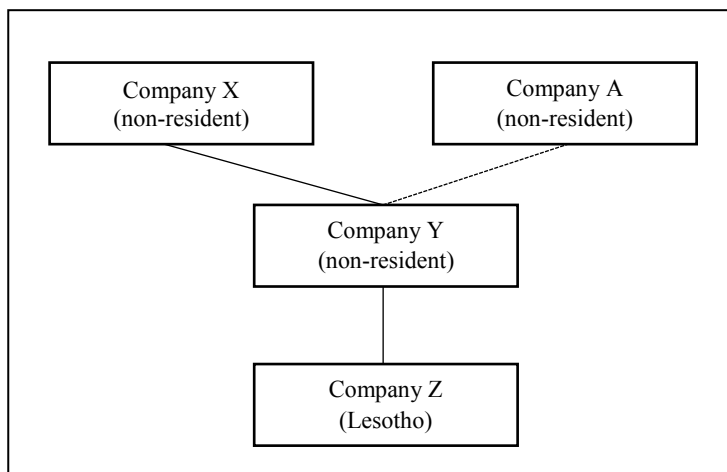 Company X
(non-resident)
Company A
(non-resident)
Company Y
(non-resident)
Company Z
(Lesotho)